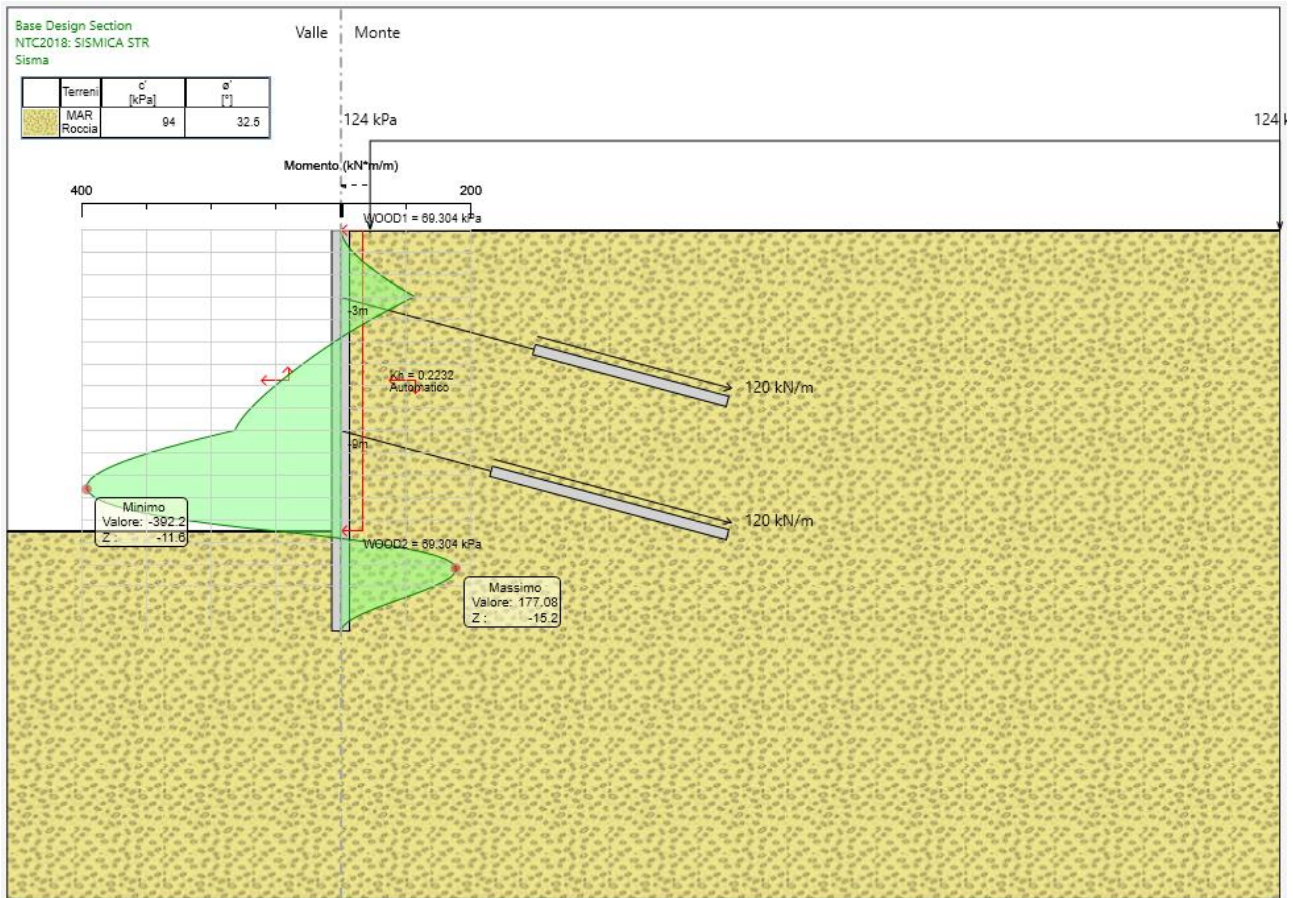 Base Design Section
NTC2018: SISMICA STR
Sisma
Valle Monte
Terreni c' ø'
[kPa] [°]
MAR Roccia 94 32.5
124 kPa
124
Momento (kN*m/m)
400 200
WOOD1 = 69.304 kPa
-3m
Kh = 0.2232
Automatico
120 kN/m
-9m
Minimo
Valore: -392.2
Z : -11.6
120 kN/m
WOOD2 = 69.304 kPa
Massimo
Valore: 177.08
Z : -15.2